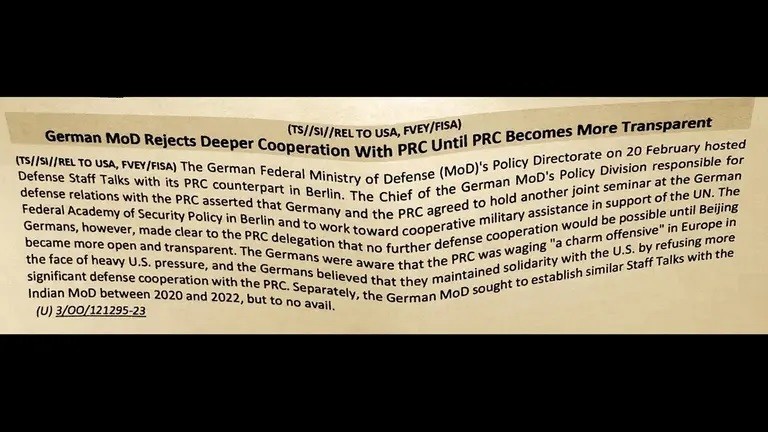 (TS//SI//REL TO USA, FVEY/FISA)
German MoD Rejects Deeper Cooperation With PRC Until PRC Becomes More Transparent
(TS//SI//REL TO USA, FVEY/FISA) The German Federal Ministry of Defense (MoD)'s Policy Directorate on 20 February hosted
Defense Staff Talks with its PRC counterpart in Berlin. The Chief of the German MoD's Policy Division responsible for
defense relations with the PRC asserted that Germany and the PRC agreed to hold another joint seminar at the German
Federal Academy of Security Policy in Berlin and to work toward cooperative military assistance in support of the UN. The
Germans, however, made clear to the PRC delegation that no further defense cooperation would be possible until Beijing
became more open and transparent. The Germans were aware that the PRC was waging "a charm offensive" in Europe in
the face of heavy U.S. pressure, and the Germans believed that they maintained solidarity with the U.S. by refusing more
significant defense cooperation with the PRC. Separately, the German MoD sought to establish similar Staff Talks with the
Indian MoD between 2020 and 2022, but to no avail.
(U) 3/OO/121295-23